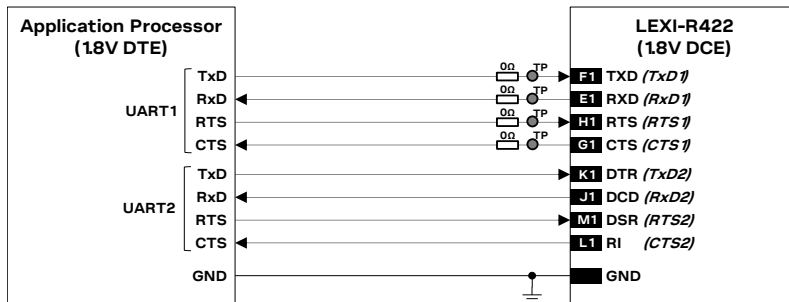 Application Processor
(1.8V DTE)
LEXI-R422
(1.8V DCE)
UART1
TxD 0Ω TP F1 TXD (TxD1)
RxD 0Ω TP E1 RXD (RxD1)
RTS 0Ω TP H1 RTS (RTS1)
CTS 0Ω TP G1 CTS (CTS1)
UART2
TxD K1 DTR (TxD2)
RxD J1 DCD (RxD2)
RTS M1 DSR (RTS2)
CTS L1 RI (CTS2)
GND GND